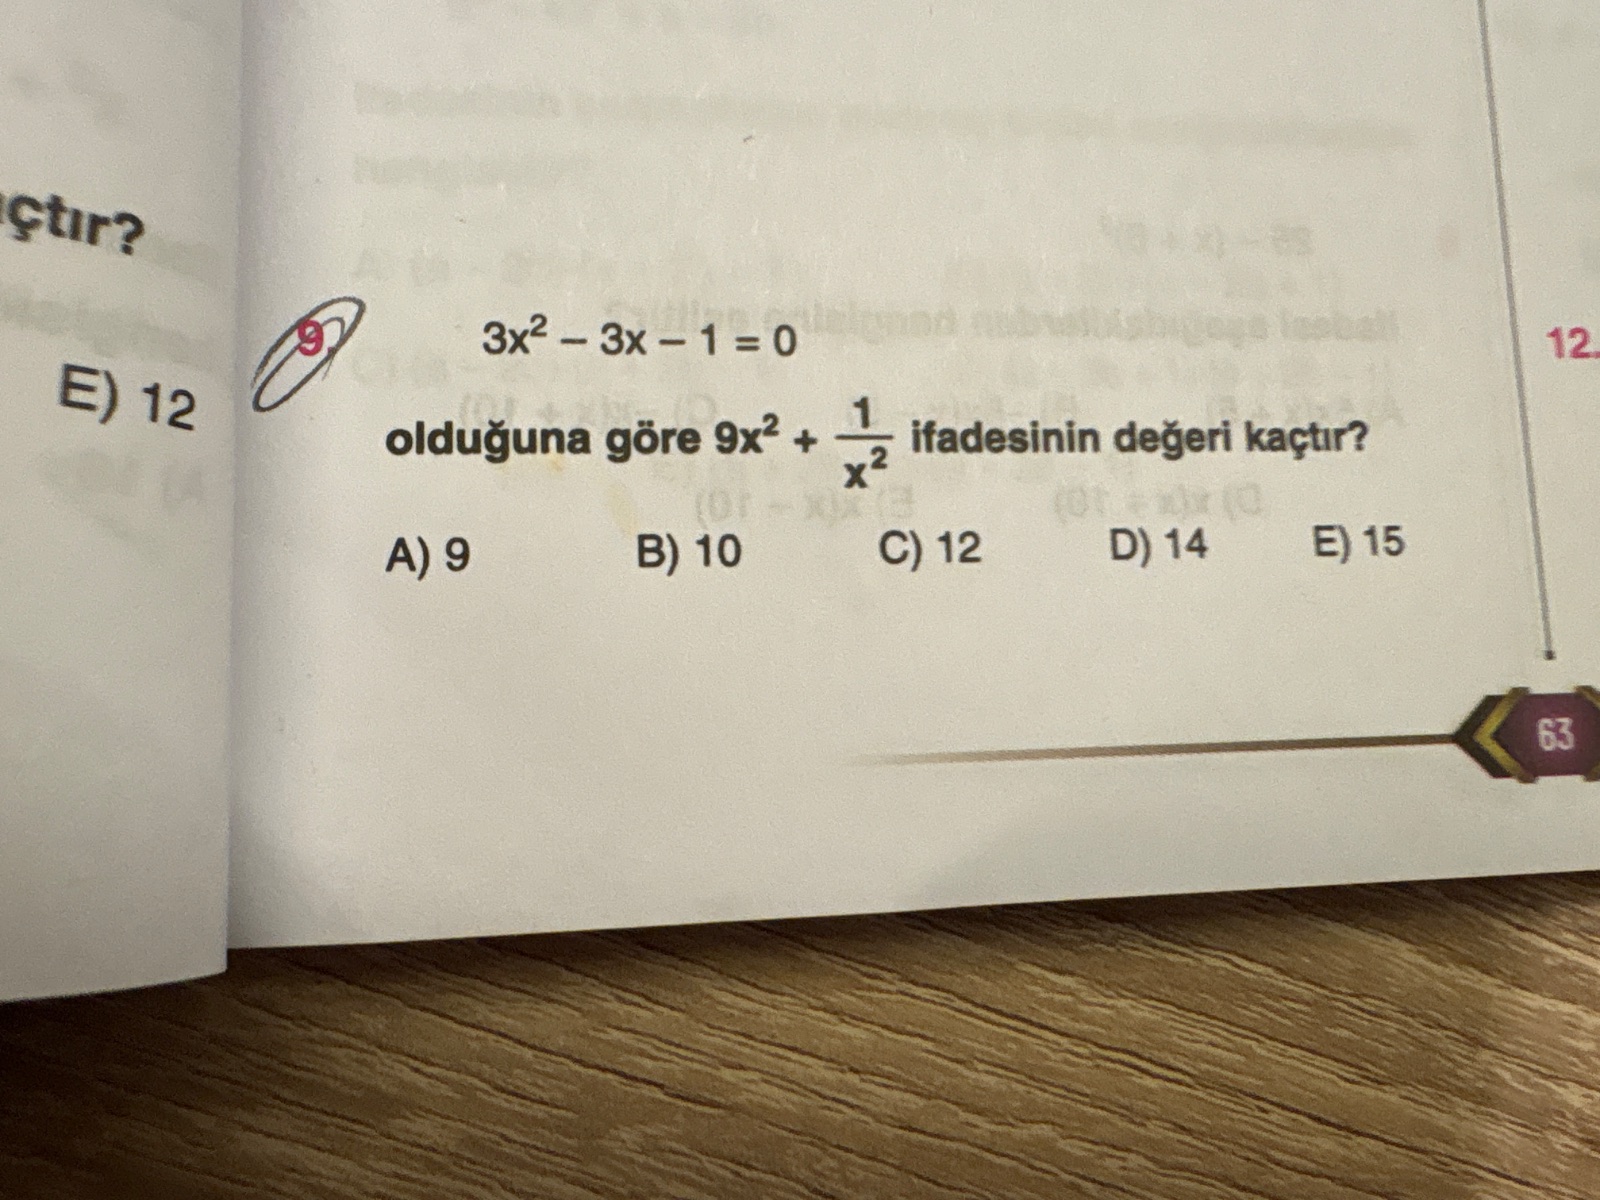 çtır?
E) 12
9.
3x² – 3x – 1 = 0
olduğuna göre 9x² + 1/x² ifadesinin değeri kaçtır?
A) 9 B) 10 C) 12 D) 14 E) 15
12.
63